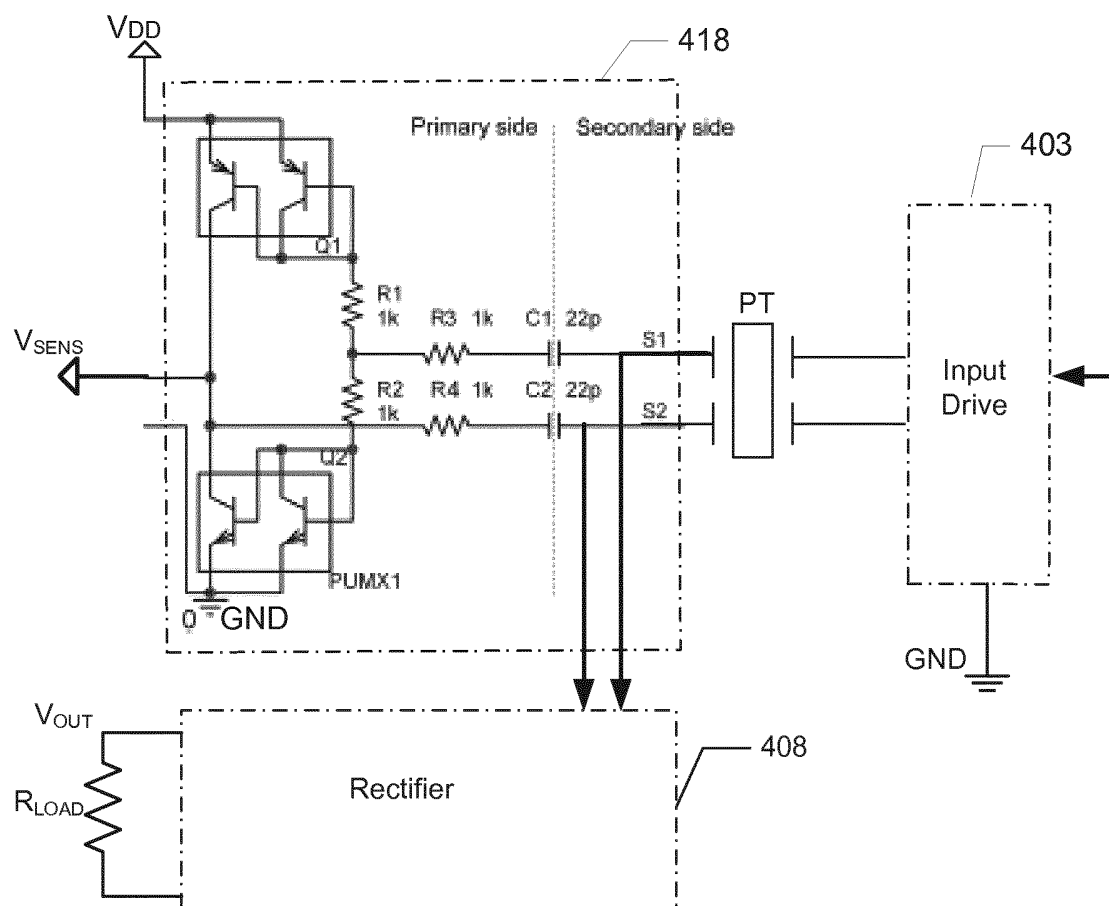 VDD
418
Primary side
Secondary side
403
Q1
R1
1k
R3 1k
C1 22p
S1
PT
VSENS
R2
1k
R4 1k
C2 22p
S2
Input
Drive
Q2
PUMX1
0
GND
GND
VOUT
408
RLOAD
Rectifier